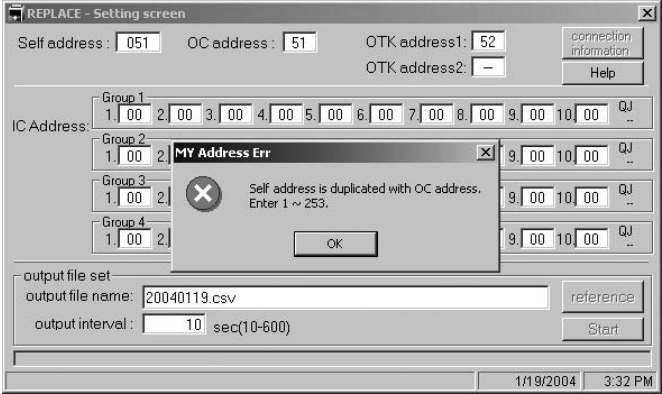 REPLACE - Setting screen
Self address : 051 OC address : 51 OTK address1: 52 connection information
OTK address2: – Help
Group 1
IC Address: 1. 00 2. 00 3. 00 4. 00 5. 00 6. 00 7. 00 8. 00 9. 00 10. 00 QJ --
Group 2
1. 00 2. 9. 00 10. 00 QJ --
MY Address Err
Group 3
1. 00 2. 9. 00 10. 00 QJ --
Self address is duplicated with OC address.
Enter 1 ~ 253.
Group 4
1. 00 2. 9. 00 10. 00 QJ --
OK
output file set
output file name: 20040119.csv reference
output interval : 10 sec(10-600) Start
1/19/2004 3:32 PM